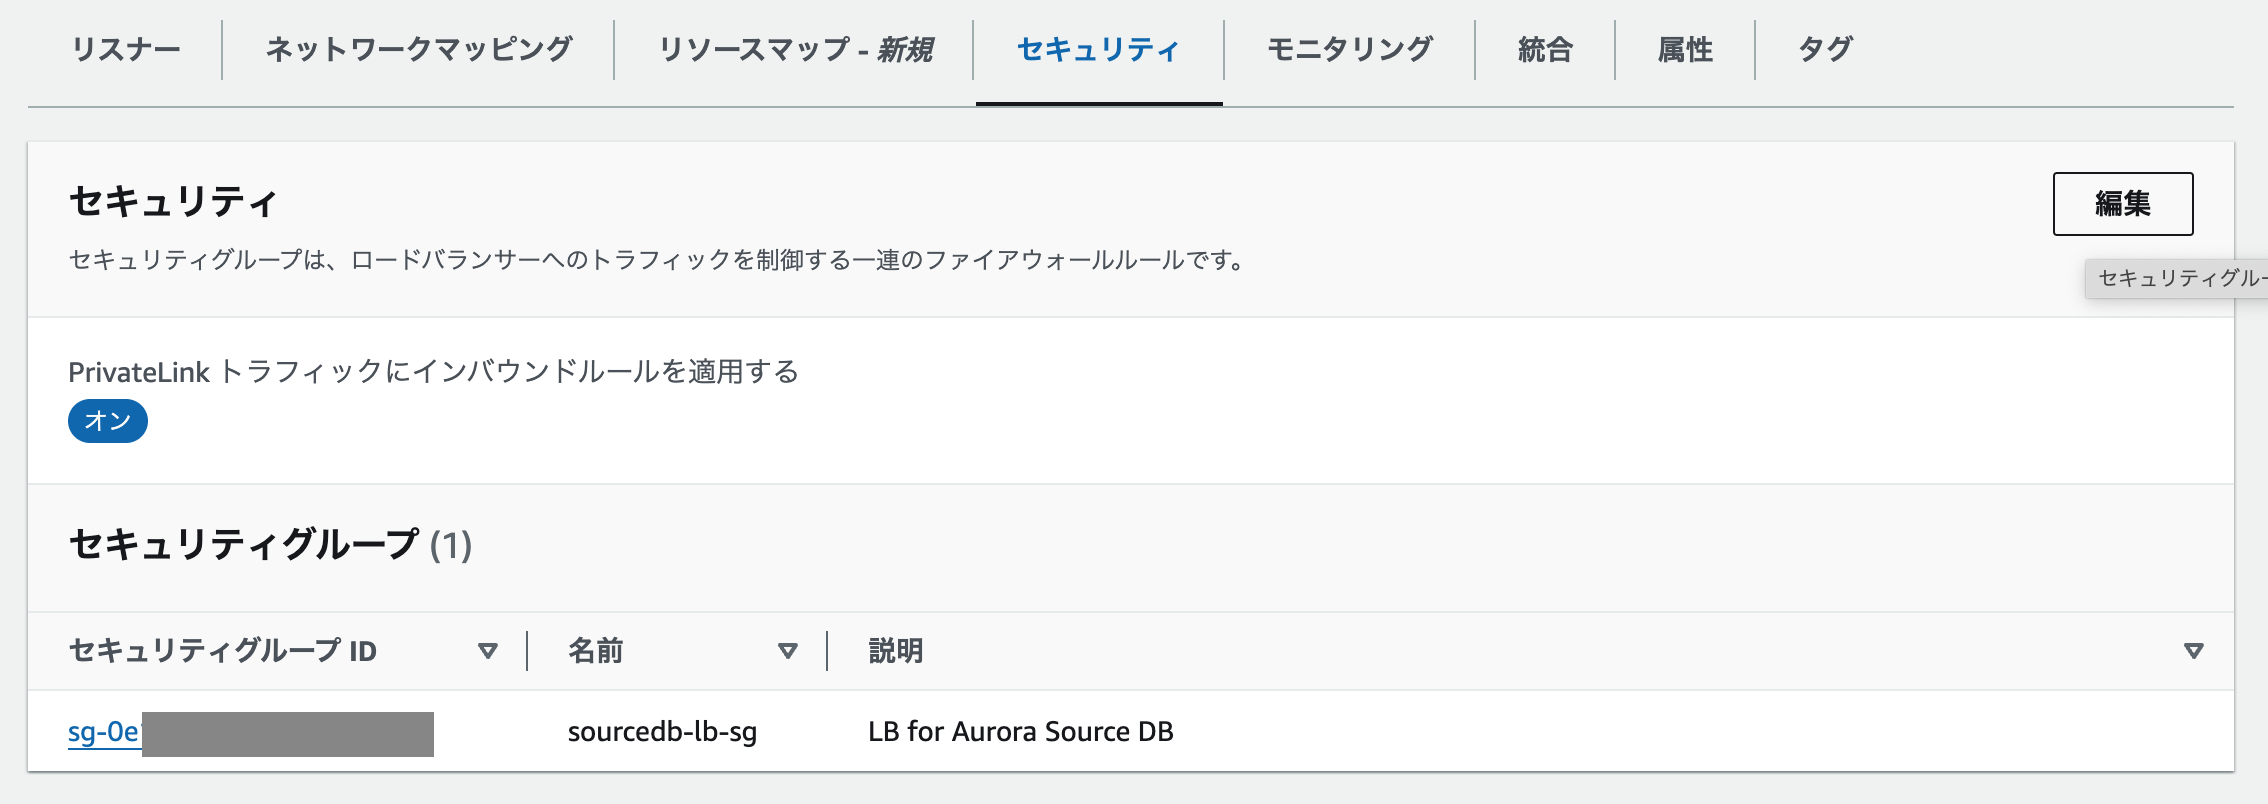 リスナー ネットワークマッピング リソースマップ - 新規 セキュリティ モニタリング 統合 属性 タグ
セキュリティ
編集
セキュリティグループは、ロードバランサーへのトラフィックを制御する一連のファイアウォールルールです。
セキュリティグルー
PrivateLink トラフィックにインバウンドルールを適用する
オン
セキュリティグループ (1)
セキュリティグループ ID 名前 説明
sg-0e sourcedb-lb-sg LB for Aurora Source DB